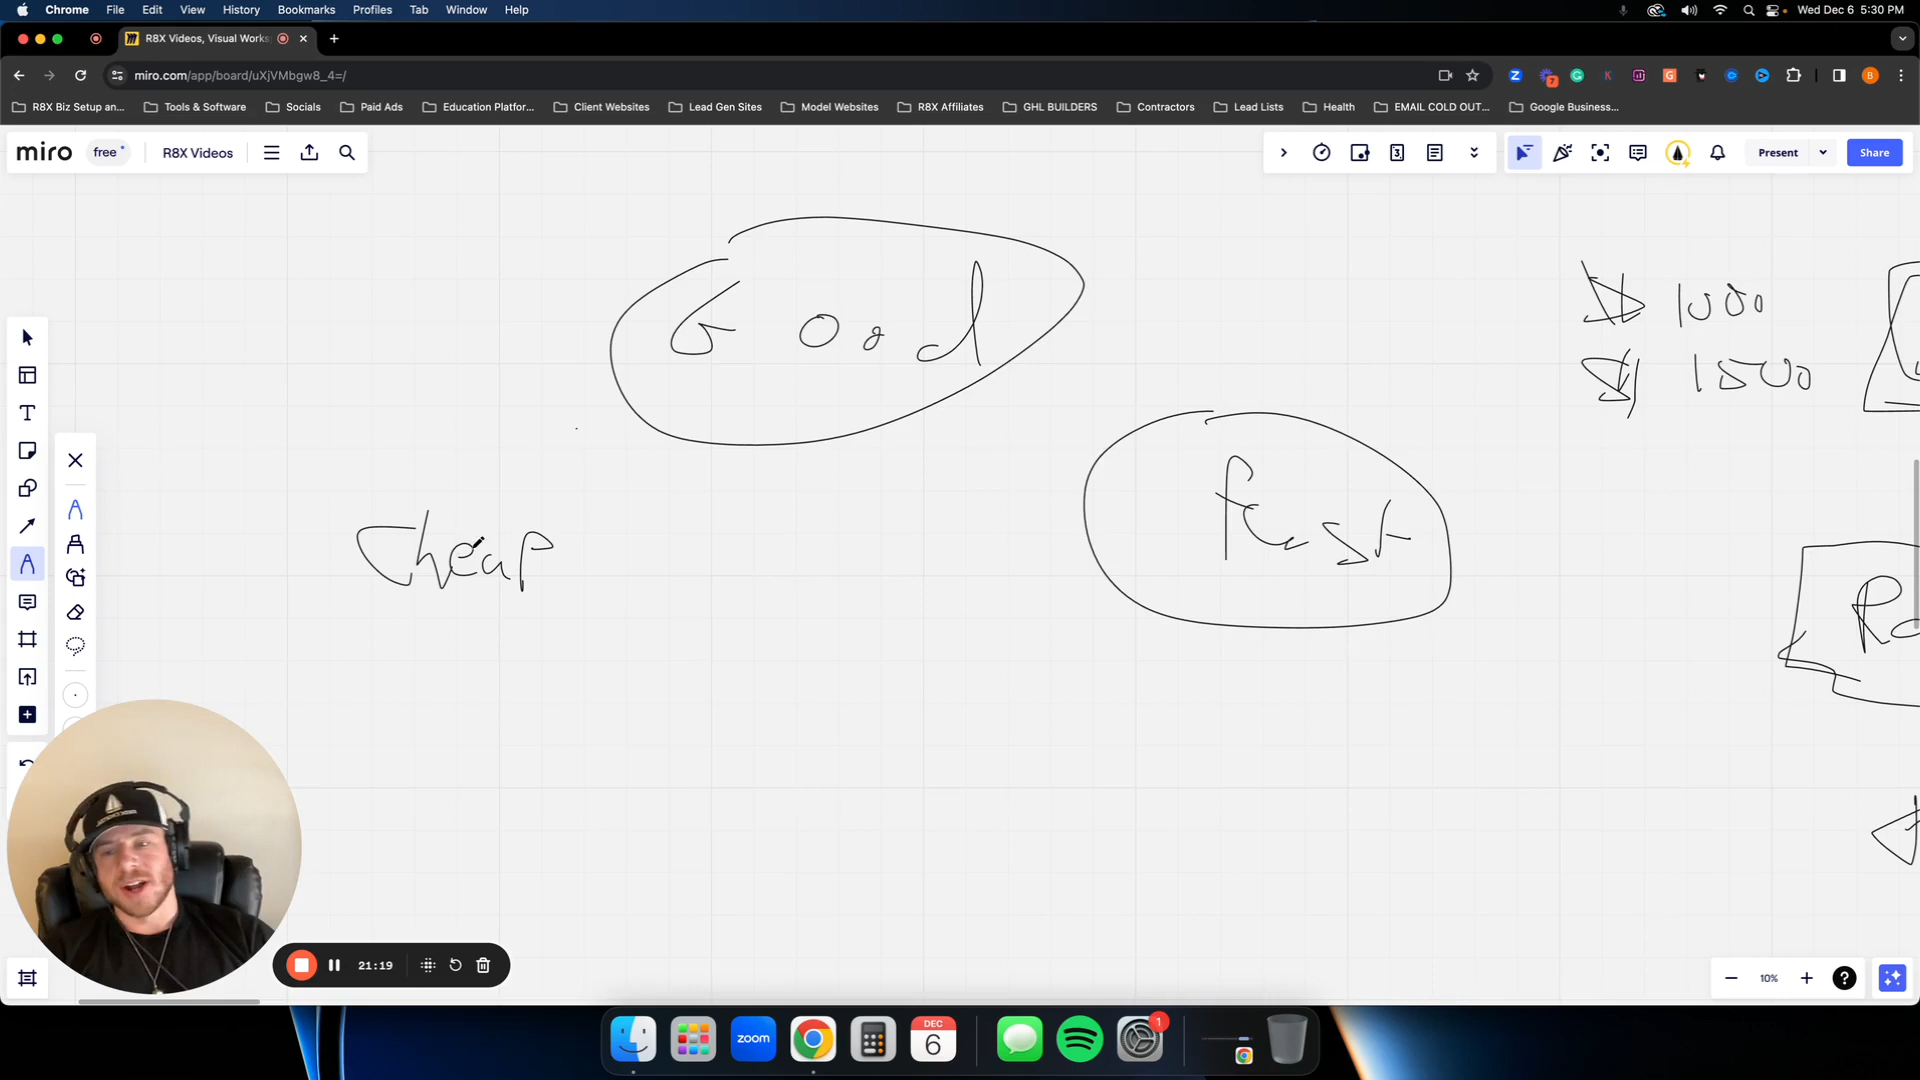 Chrome File Edit View History Bookmarks Profiles Tab Window Help Wed Dec 6 5:30 PM
R8X Videos, Visual Works
miro.com/app/board/uXjVMbgw8_4=/
7
B
R8X Biz Setup an... Tools & Software Socials Paid Ads Education Platfor... Client Websites Lead Gen Sites Model Websites R8X Affiliates GHL BUILDERS Contractors Lead Lists Health EMAIL COLD OUT... Google Business...
miro free R8X Videos Present Share
Good
$ 1000
$ 1500
Fast
Cheap
21:19
10%
zoom
DEC
6
1